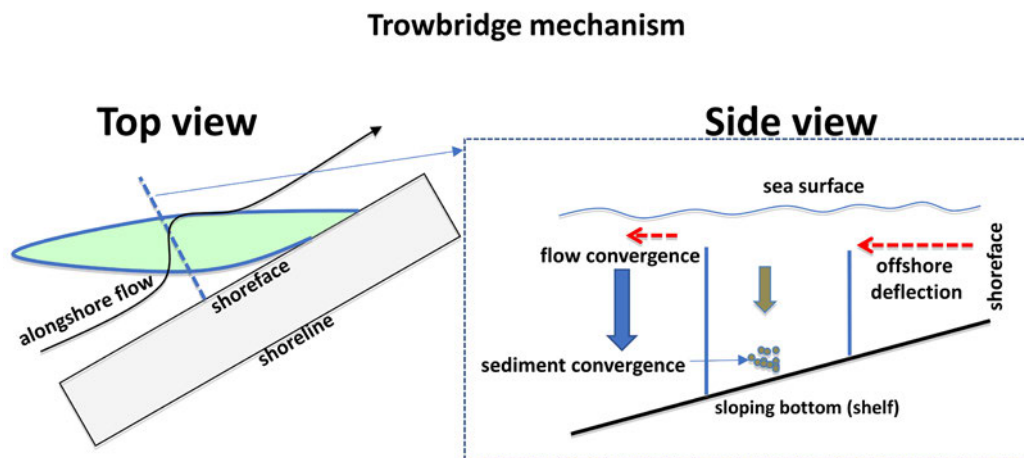 Trowbridge mechanism
Top view
alongshore flow
shoreface
shoreline
Side view
sea surface
flow convergence
offshore
deflection
shoreface
sediment convergence
sloping bottom (shelf)